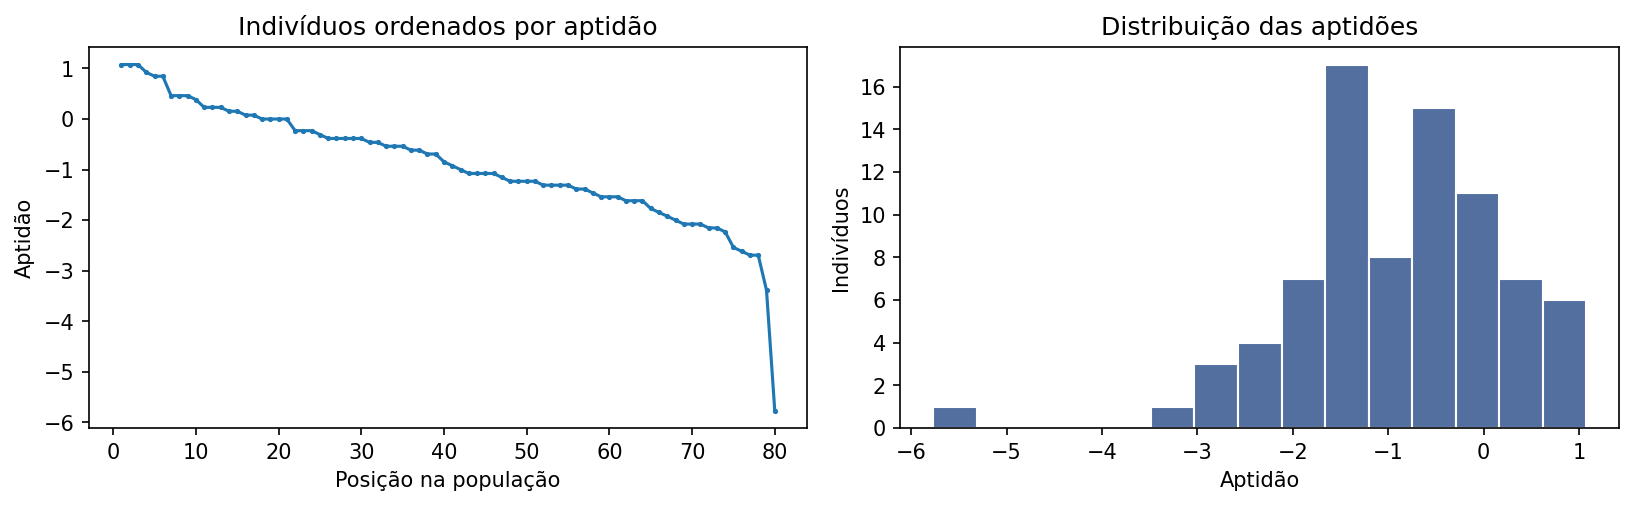 Indivíduos ordenados por aptidão
1
0
−1
−2
−3
−4
−5
−6
Aptidão
0 10 20 30 40 50 60 70 80
Posição na população
Distribuição das aptidões
16
14
12
10
8
6
4
2
0
Indivíduos
−6 −5 −4 −3 −2 −1 0 1
Aptidão